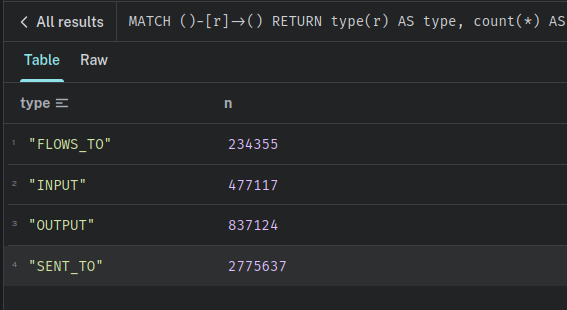 All results
MATCH ()-[r]→() RETURN type(r) AS type, count(*) AS
Table Raw
type n
1 "FLOWS_TO" 234355
2 "INPUT" 477117
3 "OUTPUT" 837124
4 "SENT_TO" 2775637